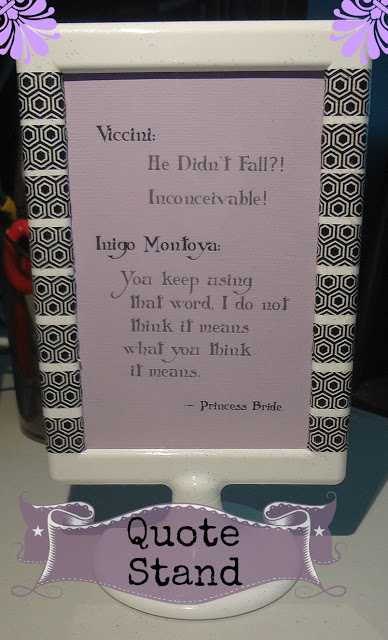 Viccini:
He Didn't Fall?!
Inconceivable!
Inigo Montoya:
You keep using
that word, I do not
think it means
what you think
it means.
– Princess Bride
Quote
Stand